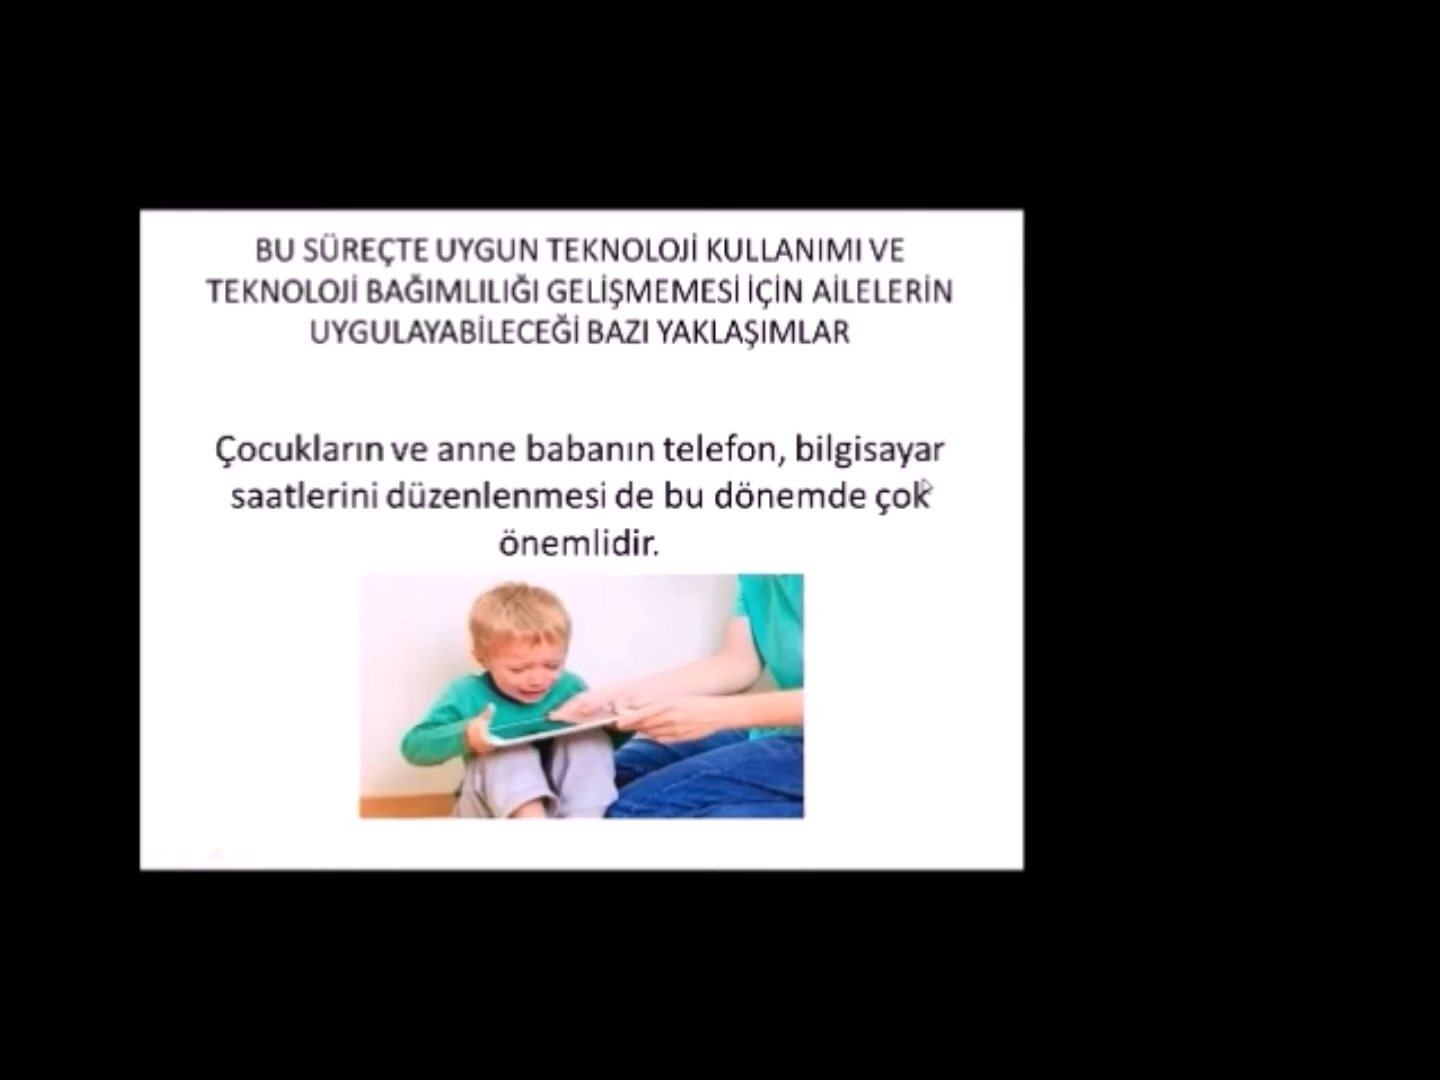 BU SÜREÇTE UYGUN TEKNOLOJİ KULLANIMI VE
TEKNOLOJİ BAĞIMLILIĞI GELİŞMEMESİ İÇİN AİLELERİN
UYGULAYABİLECEĞİ BAZI YAKLAŞIMLAR
Çocukların ve anne babanın telefon, bilgisayar
saatlerini düzenlenmesi de bu dönemde çok
önemlidir.